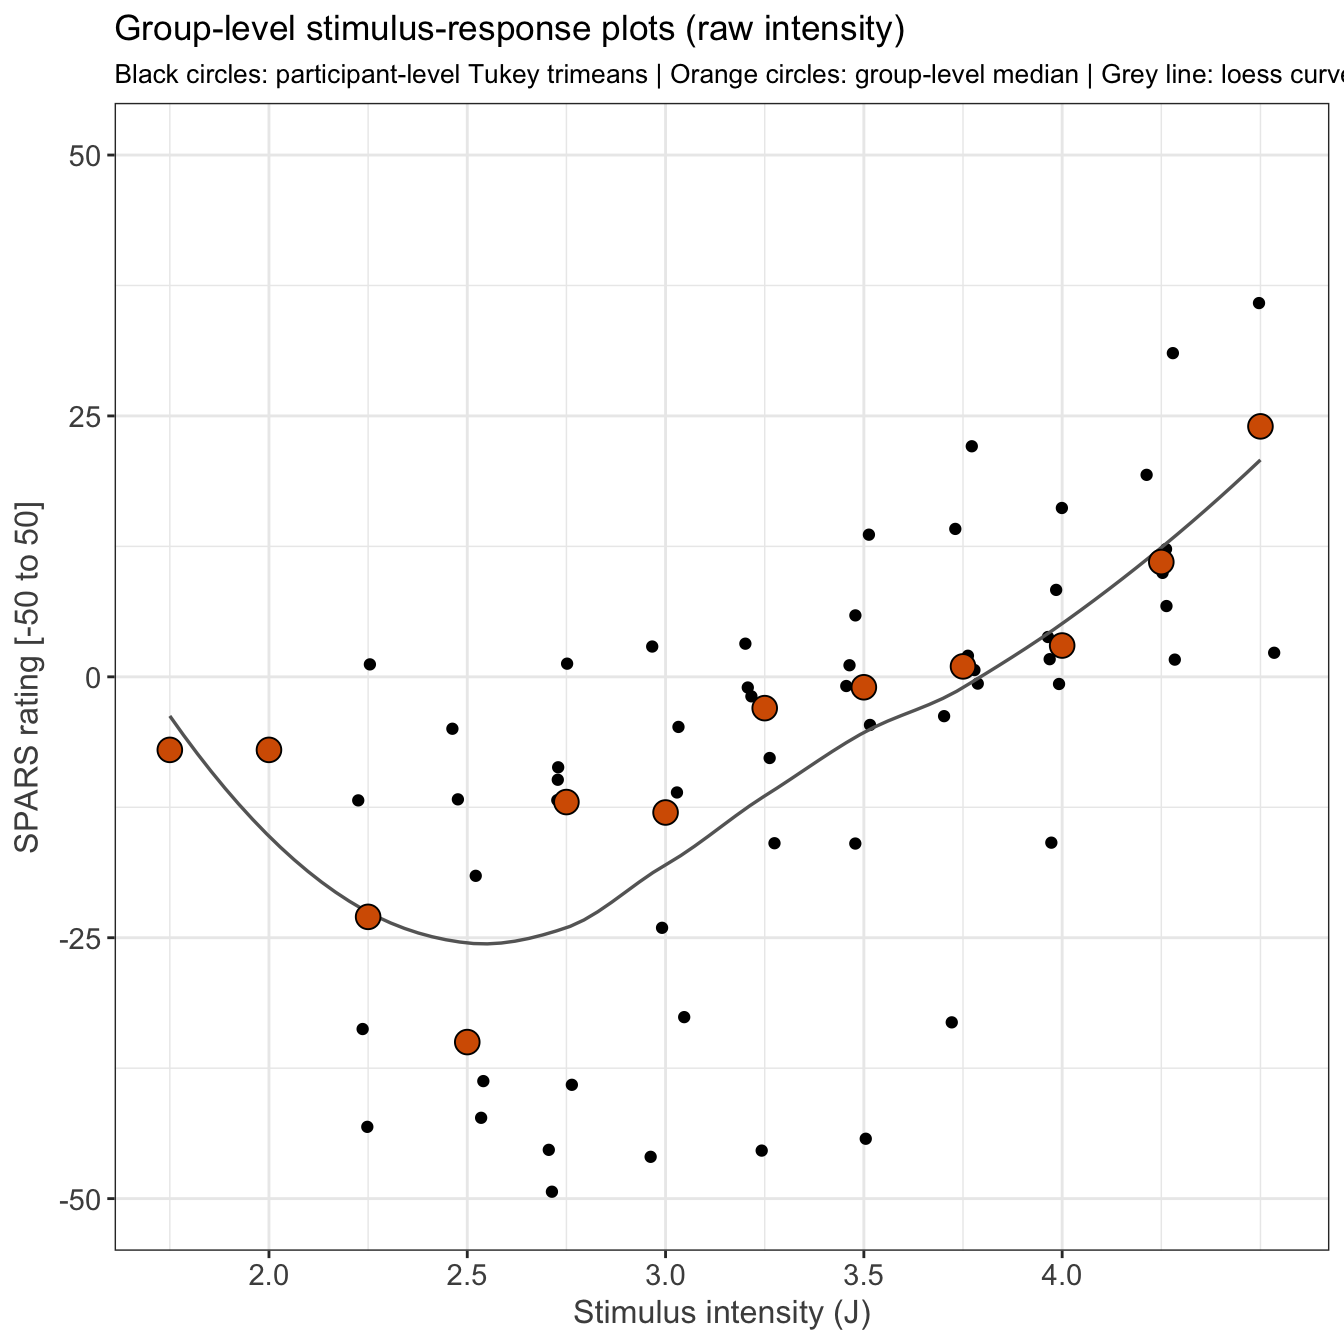 Group-level stimulus-response plots (raw intensity)
Black circles: participant-level Tukey trimeans | Orange circles: group-level median | Grey line: loess curve
50
25
0
-25
-50
SPARS rating [-50 to 50]
2.0 2.5 3.0 3.5 4.0
Stimulus intensity (J)